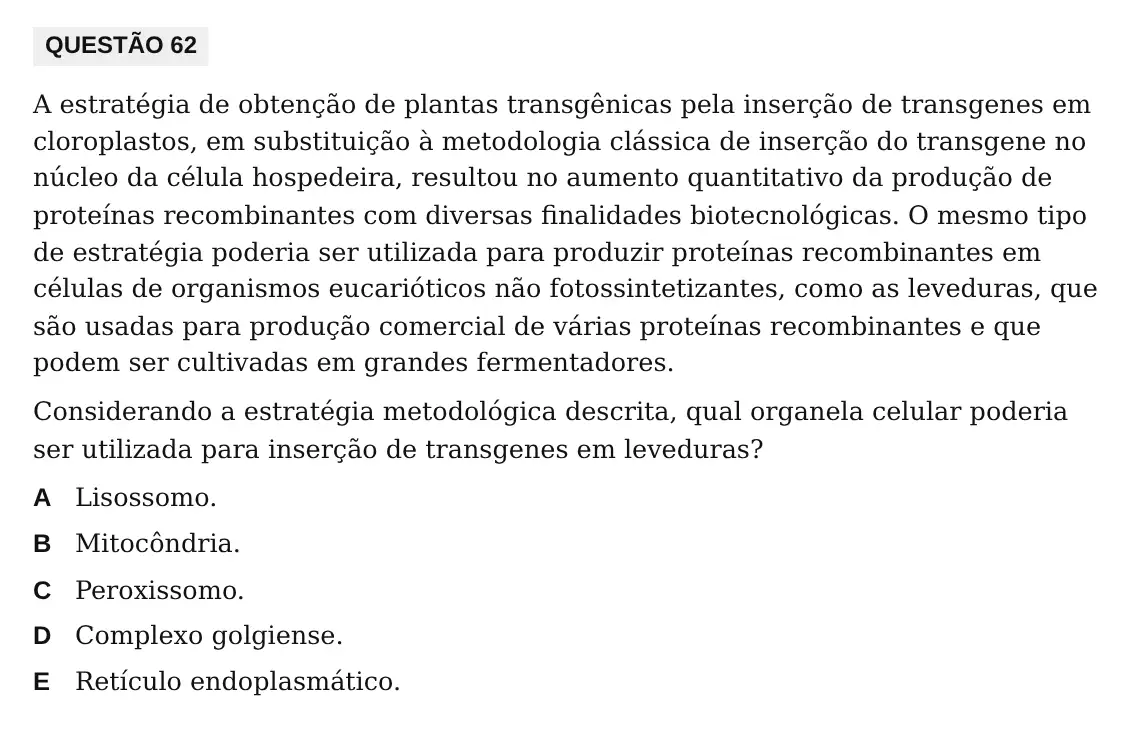 QUESTÃO 62
A estratégia de obtenção de plantas transgênicas pela inserção de transgenes em
cloroplastos, em substituição à metodologia clássica de inserção do transgene no
núcleo da célula hospedeira, resultou no aumento quantitativo da produção de
proteínas recombinantes com diversas finalidades biotecnológicas. O mesmo tipo
de estratégia poderia ser utilizada para produzir proteínas recombinantes em
células de organismos eucarióticos não fotossintetizantes, como as leveduras, que
são usadas para produção comercial de várias proteínas recombinantes e que
podem ser cultivadas em grandes fermentadores.
Considerando a estratégia metodológica descrita, qual organela celular poderia
ser utilizada para inserção de transgenes em leveduras?
A Lisossomo.
B Mitocôndria.
C Peroxissomo.
D Complexo golgiense.
E Retículo endoplasmático.